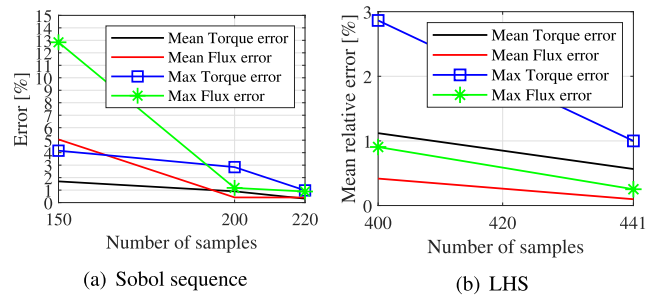 15
14
13
12
11
10
9
8
7
6
5
4
3
2
1
0
Error [%]
Mean Torque error
Mean Flux error
Max Torque error
Max Flux error
150
200
220
Number of samples
(a) Sobol sequence
3
2
1
0
Mean relative error [%]
Mean Torque error
Mean Flux error
Max Torque error
Max Flux error
400
420
441
Number of samples
(b) LHS